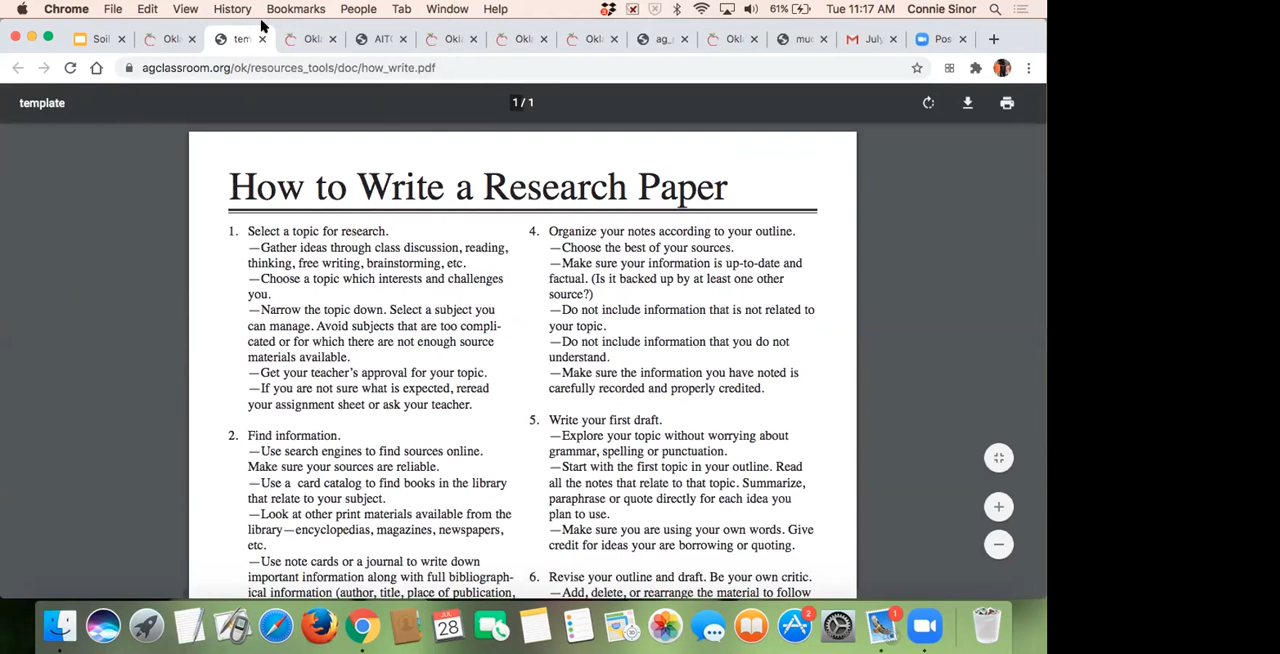 Chrome File Edit View History Bookmarks People Tab Window Help 61% Tue 11:17 AM Connie Sinor
Soil Okla tem Okla AITC Okla Okla Okla ag_ Okla mud July Pos
agclassroom.org/ok/resources_tools/doc/how_write.pdf
template 1 / 1
How to Write a Research Paper
1. Select a topic for research.
—Gather ideas through class discussion, reading,
thinking, free writing, brainstorming, etc.
—Choose a topic which interests and challenges
you.
—Narrow the topic down. Select a subject you
can manage. Avoid subjects that are too compli-
cated or for which there are not enough source
materials available.
—Get your teacher's approval for your topic.
—If you are not sure what is expected, reread
your assignment sheet or ask your teacher.
2. Find information.
—Use search engines to find sources online.
Make sure your sources are reliable.
—Use a card catalog to find books in the library
that relate to your subject.
—Look at other print materials available from the
library—encyclopedias, magazines, newspapers,
etc.
—Use note cards or a journal to write down
important information along with full bibliograph-
ical information (author, title, place of publication,
4. Organize your notes according to your outline.
—Choose the best of your sources.
—Make sure your information is up-to-date and
factual. (Is it backed up by at least one other
source?)
—Do not include information that is not related to
your topic.
—Do not include information that you do not
understand.
—Make sure the information you have noted is
carefully recorded and properly credited.
5. Write your first draft.
—Explore your topic without worrying about
grammar, spelling or punctuation.
—Start with the first topic in your outline. Read
all the notes that relate to that topic. Summarize,
paraphrase or quote directly for each idea you
plan to use.
—Make sure you are using your own words. Give
credit for ideas your are borrowing or quoting.
6. Revise your outline and draft. Be your own critic.
—Add, delete, or rearrange the material to follow
JUL
28
2
1